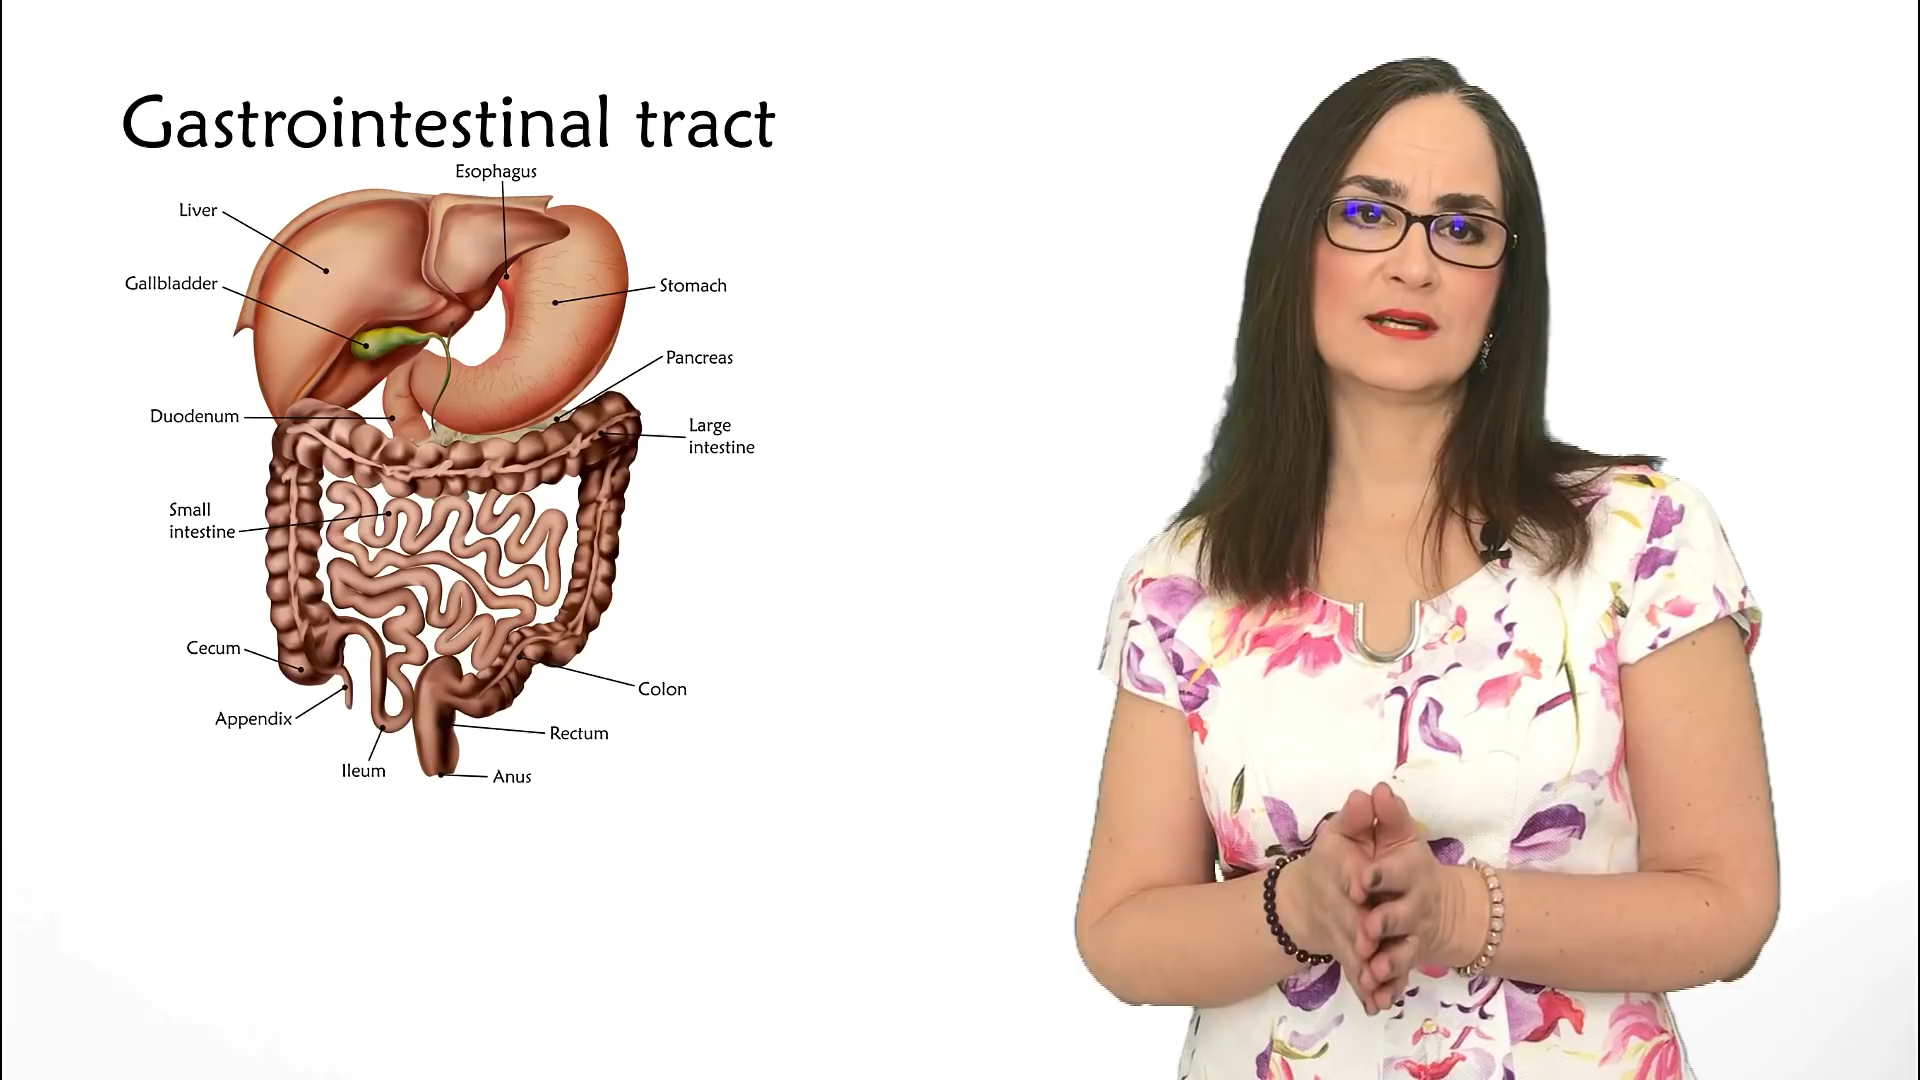 Gastrointestinal tract
Esophagus
Liver
Gallbladder
Stomach
Pancreas
Duodenum
Large
intestine
Small
intestine
Cecum
Colon
Appendix
Rectum
Ileum
Anus